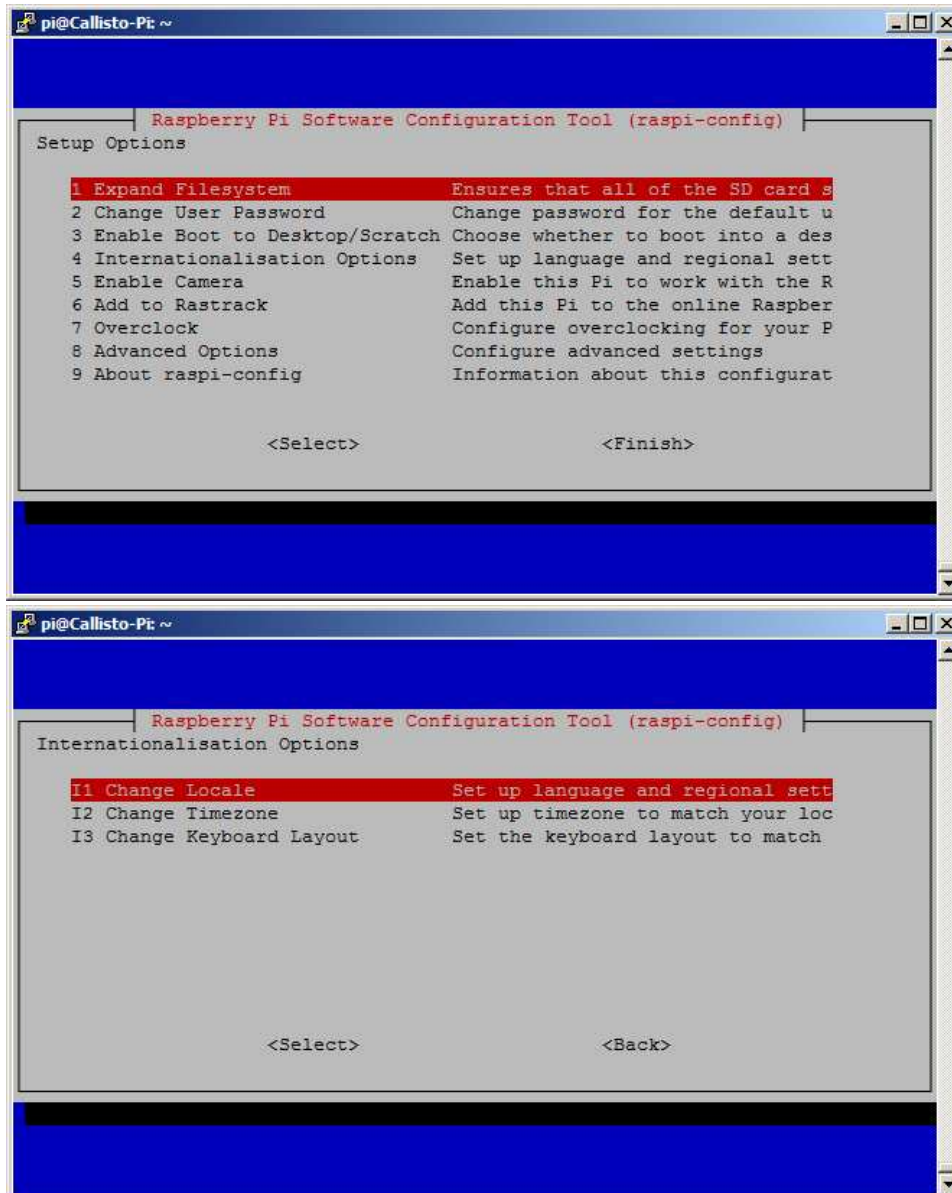 pi@Callisto-Pi: ~
Raspberry Pi Software Configuration Tool (raspi-config)
Setup Options
1 Expand Filesystem Ensures that all of the SD card s
2 Change User Password Change password for the default u
3 Enable Boot to Desktop/Scratch Choose whether to boot into a des
4 Internationalisation Options Set up language and regional sett
5 Enable Camera Enable this Pi to work with the R
6 Add to Rastrack Add this Pi to the online Raspber
7 Overclock Configure overclocking for your P
8 Advanced Options Configure advanced settings
9 About raspi-config Information about this configurat
<Select> <Finish>
pi@Callisto-Pi: ~
Raspberry Pi Software Configuration Tool (raspi-config)
Internationalisation Options
I1 Change Locale Set up language and regional sett
I2 Change Timezone Set up timezone to match your loc
I3 Change Keyboard Layout Set the keyboard layout to match
<Select> <Back>